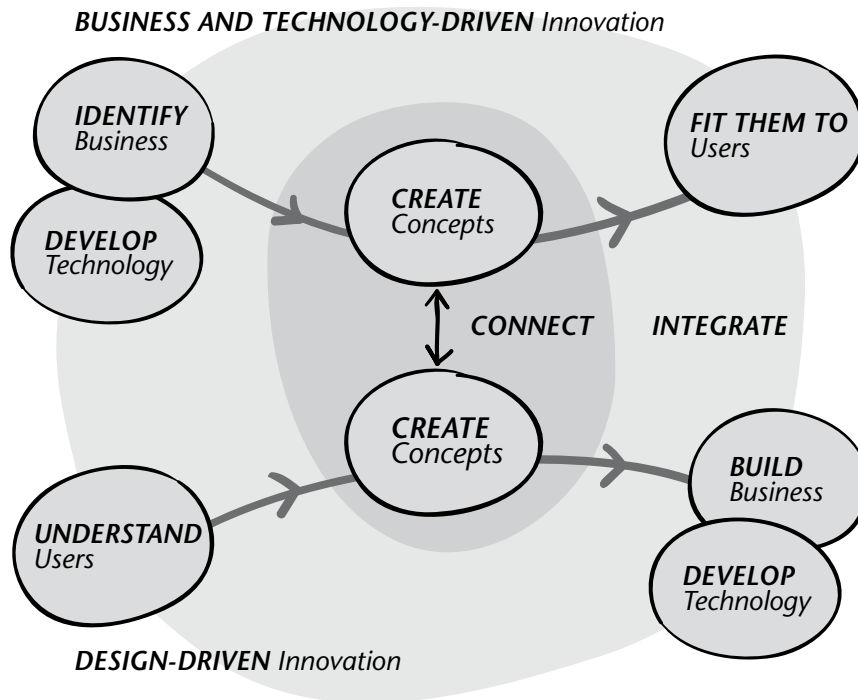 BUSINESS AND TECHNOLOGY-DRIVEN Innovation
IDENTIFY
Business
DEVELOP
Technology
CREATE
Concepts
FIT THEM TO
Users
CONNECT
INTEGRATE
UNDERSTAND
Users
CREATE
Concepts
BUILD
Business
DEVELOP
Technology
DESIGN-DRIVEN Innovation